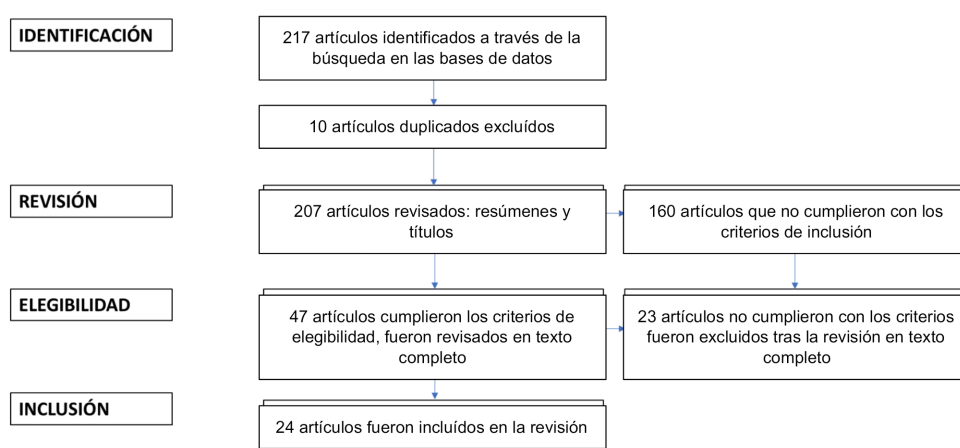 IDENTIFICACIÓN
217 artículos identificados a través de la
búsqueda en las bases de datos
10 artículos duplicados excluídos
REVISIÓN
207 artículos revisados: resúmenes y
títulos
160 artículos que no cumplieron con los
criterios de inclusión
ELEGIBILIDAD
47 artículos cumplieron los criterios de
elegibilidad, fueron revisados en texto
completo
23 artículos no cumplieron con los criterios
fueron excluidos tras la revisión en texto
completo
INCLUSIÓN
24 artículos fueron incluídos en la revisión